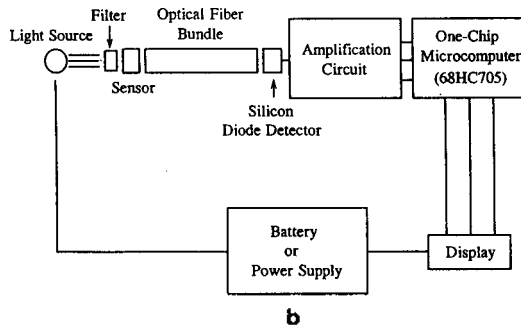 Light Source
Filter
Sensor
Optical Fiber
Bundle
Silicon
Diode Detector
Amplification
Circuit
One-Chip
Microcomputer
(68HC705)
Battery
or
Power Supply
Display
b